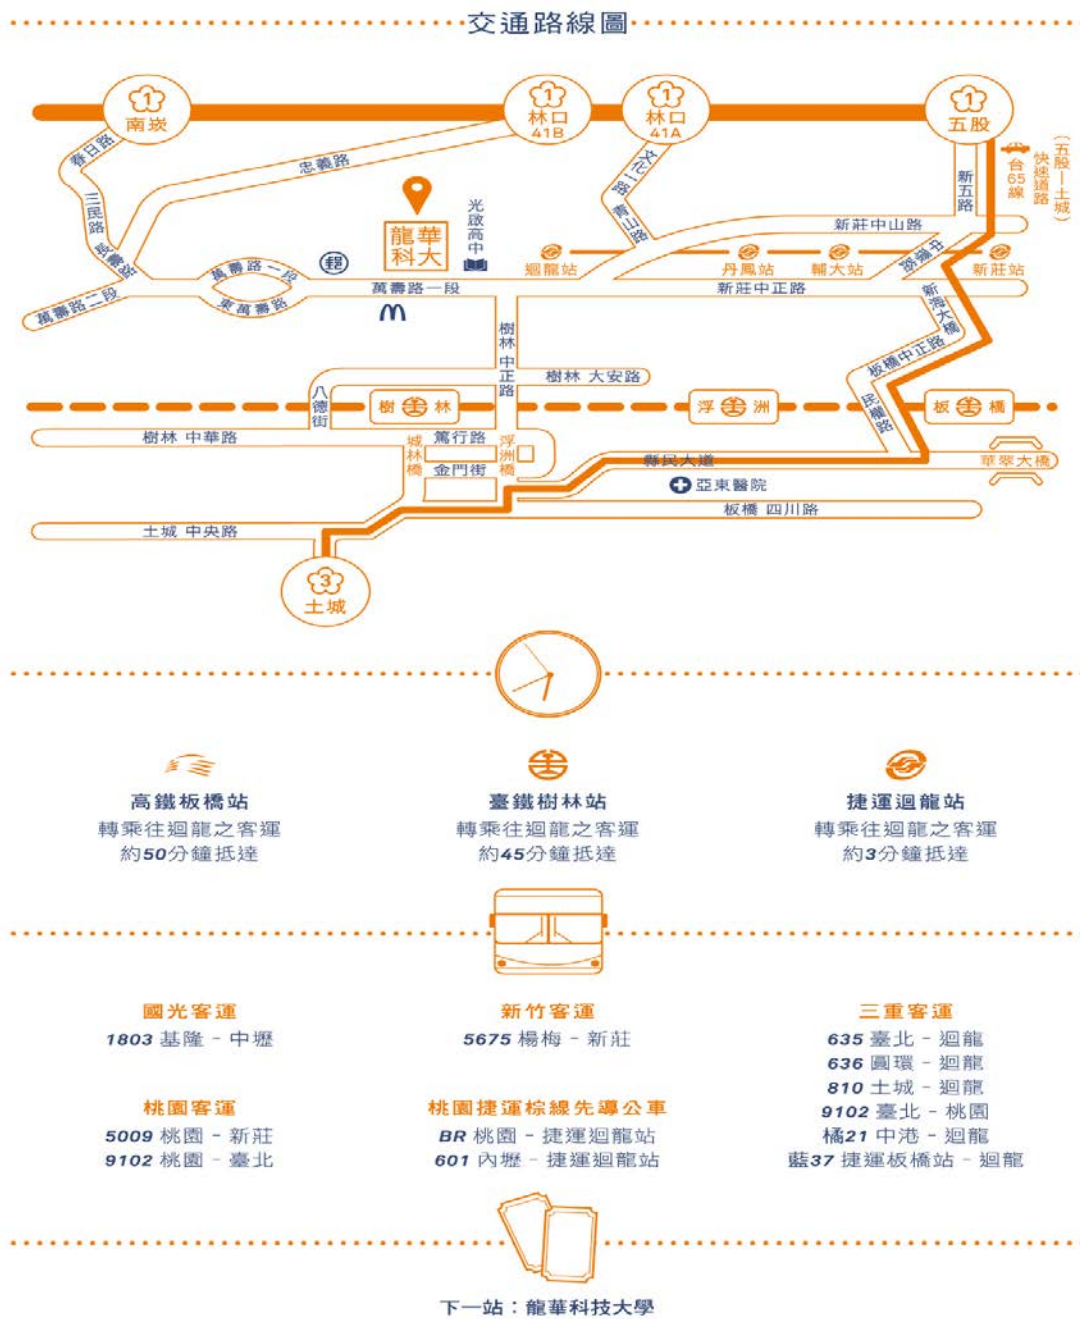 交通路線圖
1
南崁
1
林口
41B
1
林口
41A
1
五股
台65線
快速道路
(五股—土城)
春日路
三民路
忠義路
文化一路
青山路
新五路
新莊中山路
光啟高中
龍華
科大
郵
迴龍站
丹鳳站
輔大站
新莊站
萬壽路二段
萬壽路一段
東萬壽路
萬壽路一段
新莊中正路
新海大橋
樹林 中正路
板橋中正路
樹林 大安路
八德街
樹林
浮洲
板橋
民權路
樹林 中華路
城林橋
篤行路
浮洲橋
金門街
縣民大道
華翠大橋
亞東醫院
板橋 四川路
土城 中央路
3
土城
高鐵板橋站
轉乘往迴龍之客運
約50分鐘抵達
臺鐵樹林站
轉乘往迴龍之客運
約45分鐘抵達
捷運迴龍站
轉乘往迴龍之客運
約3分鐘抵達
國光客運
1803 基隆 - 中壢
新竹客運
5675 楊梅 - 新莊
三重客運
635 臺北 - 迴龍
636 圓環 - 迴龍
810 土城 - 迴龍
9102 臺北 - 桃園
橘21 中港 - 迴龍
藍37 捷運板橋站 - 迴龍
桃園客運
5009 桃園 - 新莊
9102 桃園 - 臺北
桃園捷運棕線先導公車
BR 桃園 - 捷運迴龍站
601 內壢 - 捷運迴龍站
下一站：龍華科技大學